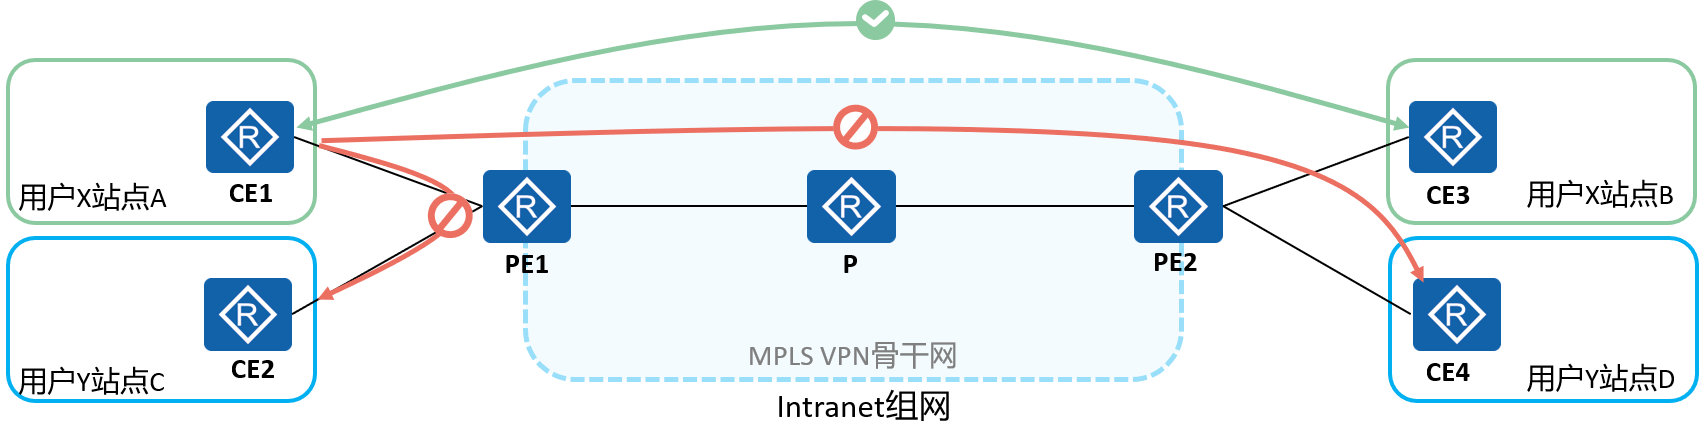 R
CE1
用户X站点A
R
CE2
用户Y站点C
R
PE1
R
P
R
PE2
MPLS VPN骨干网
Intranet组网
R
CE3
用户X站点B
R
CE4
用户Y站点D